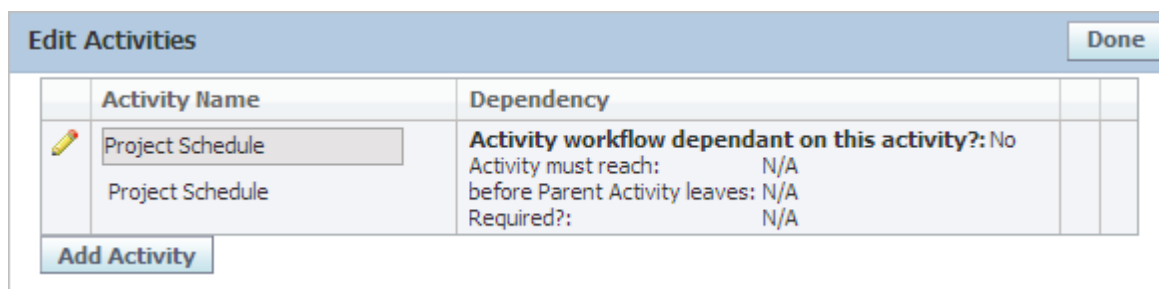 Edit Activities
Done
Activity Name
Dependency
Project Schedule
Project Schedule
Activity workflow dependant on this activity?: No
Activity must reach: N/A
before Parent Activity leaves: N/A
Required?: N/A
Add Activity